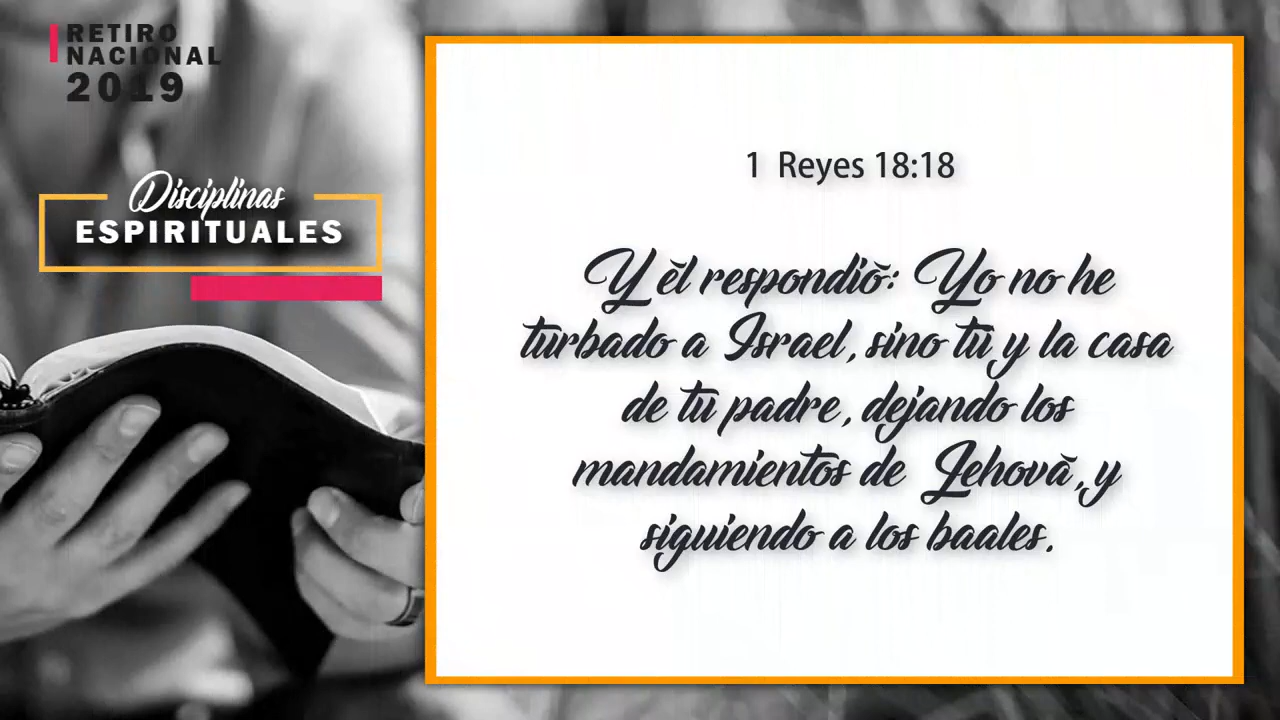 RETIRO
NACIONAL
2019
Disciplinas
ESPIRITUALES
1 Reyes 18:18
Y él respondió: Yo no he
turbado a Israel, sino tú y la casa
de tu padre, dejando los
mandamientos de Jehová, y
siguiendo a los baales.